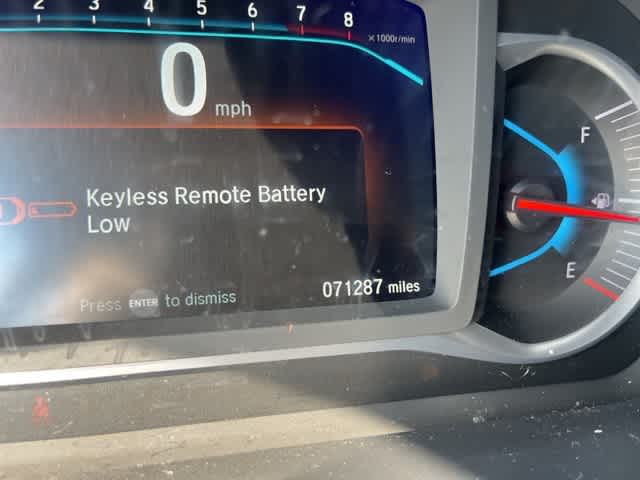 2 3 4 5 6 7 8
×1000r/min
0 mph
F
Keyless Remote Battery
Low
E
071287 miles
Press ENTER to dismiss